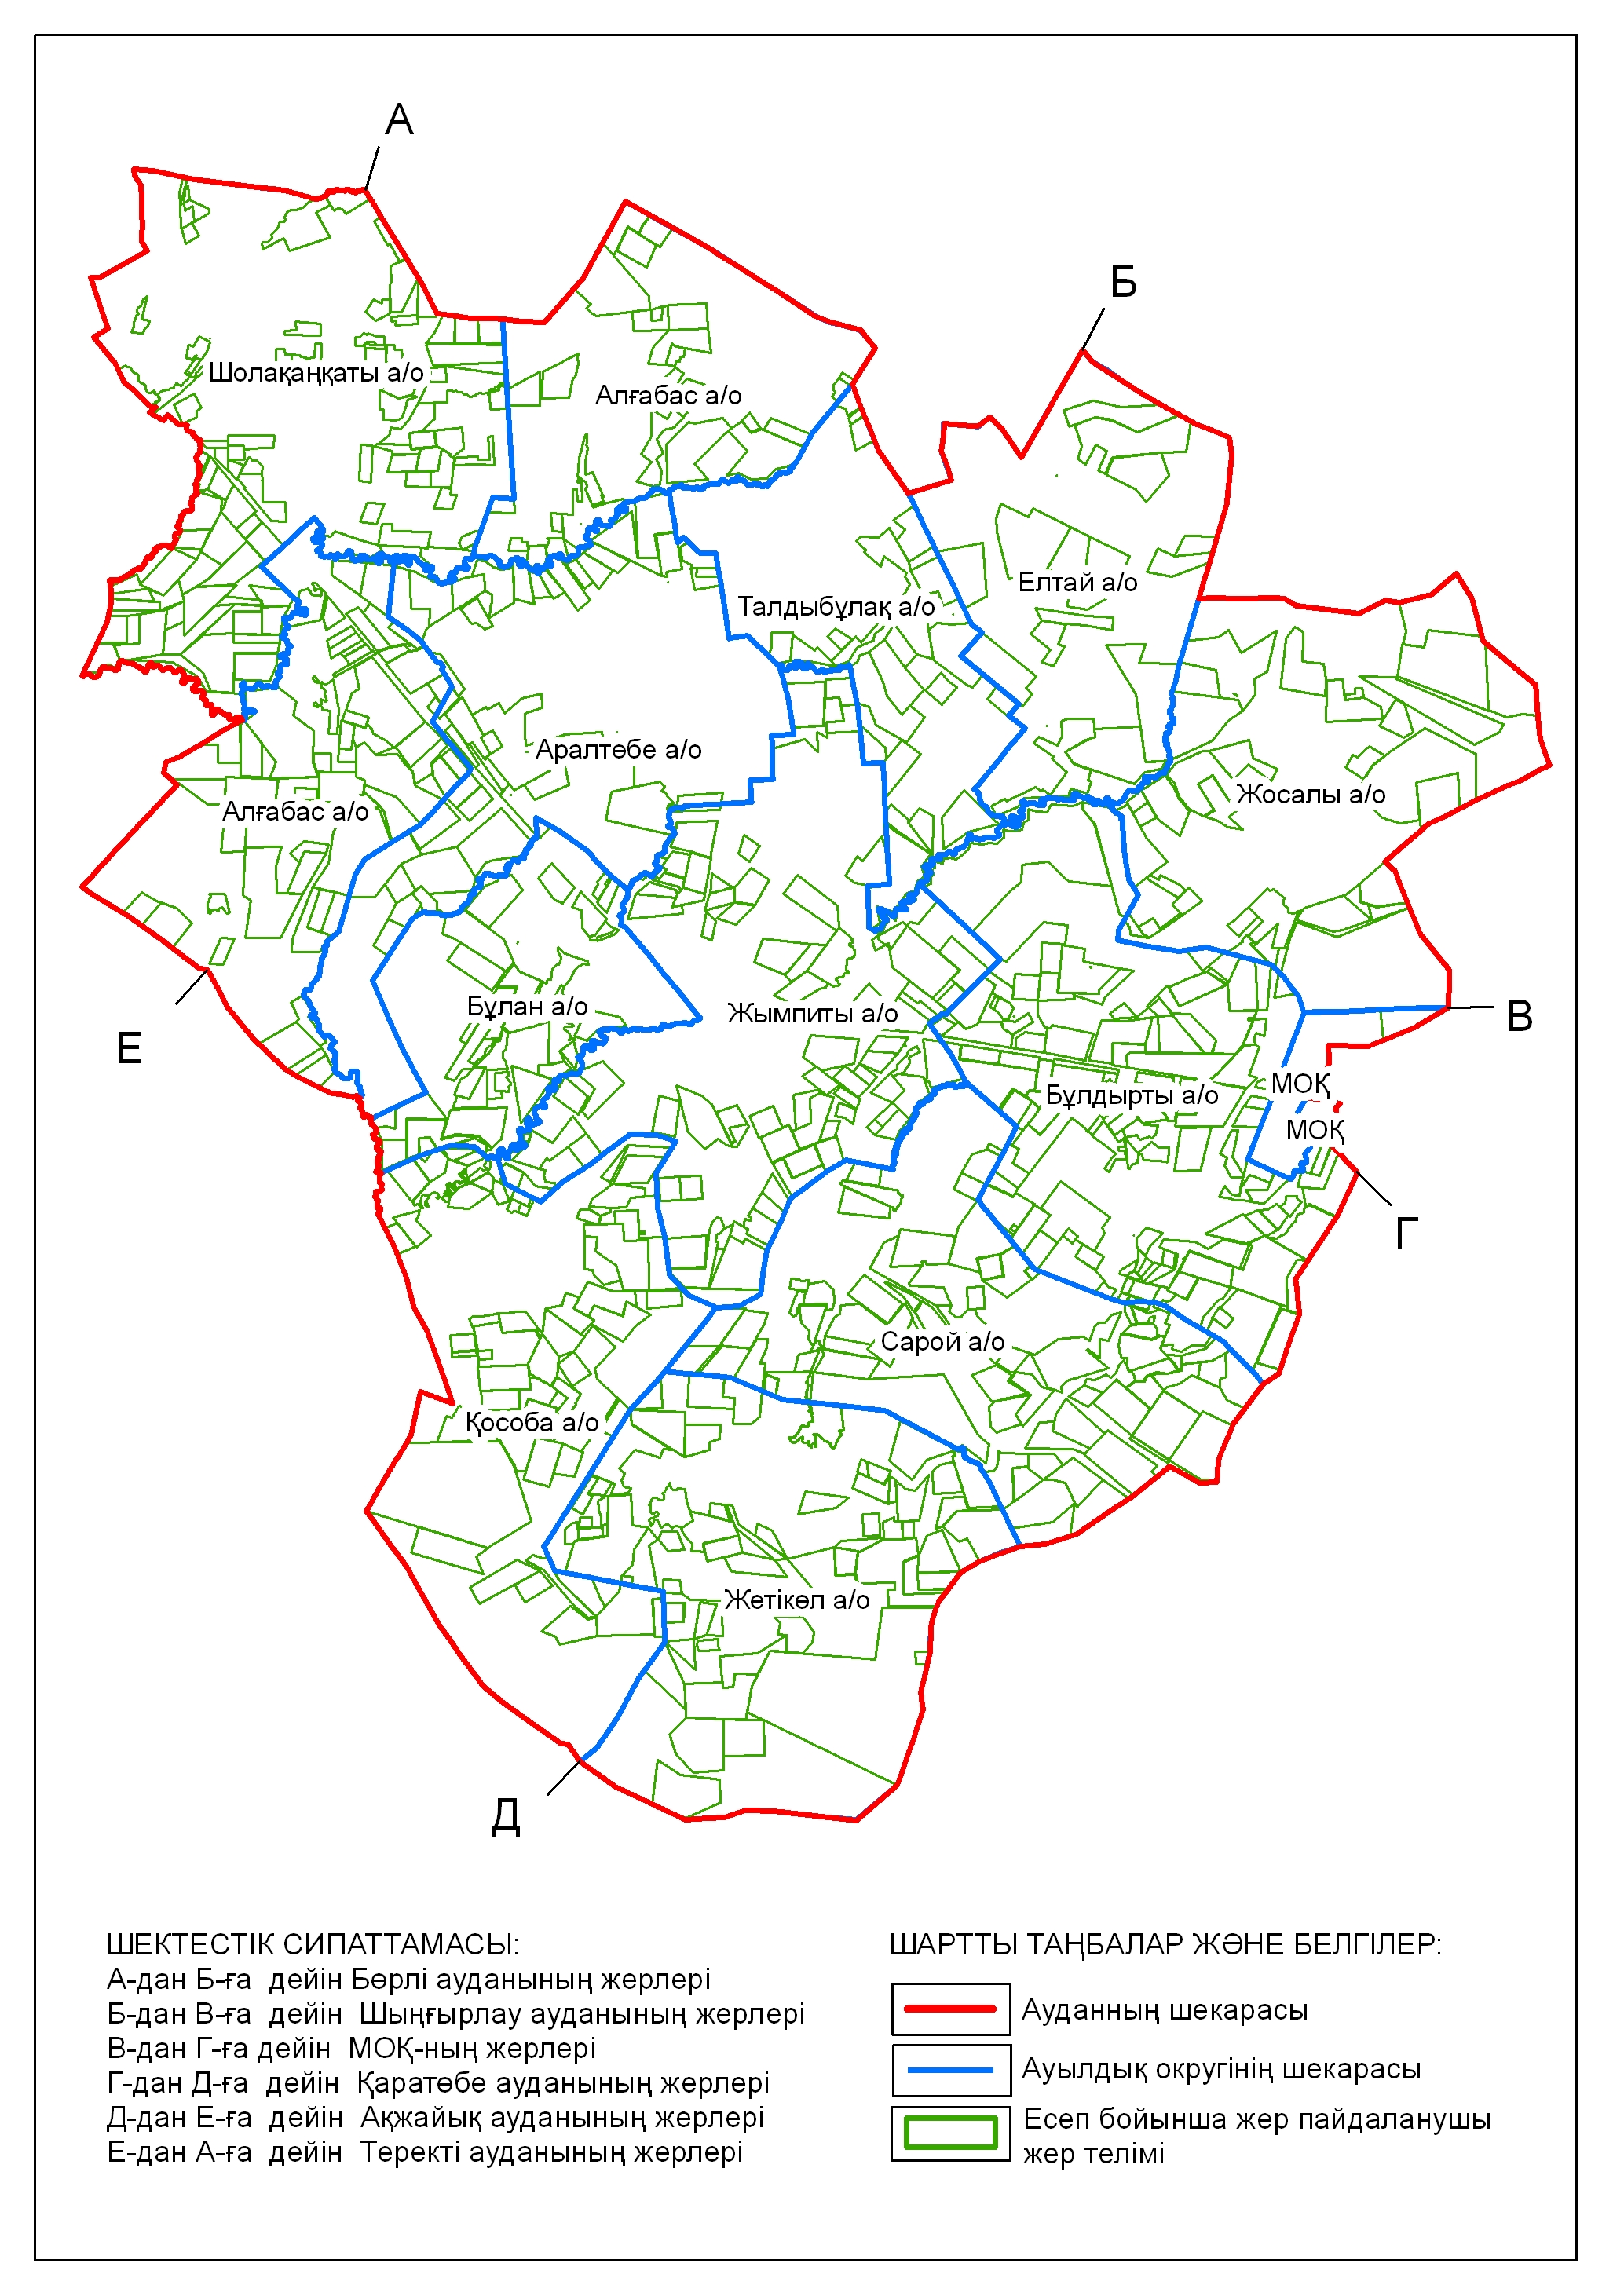 А
Б
Шолақаңқаты а/о
Алғабас а/о
Елтай а/о
Талдыбұлақ а/о
Аралтөбе а/о
Жосалы а/о
Алғабас а/о
Бұлан а/о
Жымпиты а/о
В
Е
МОҚ
Бұлдырты а/о
МОҚ
Г
Сарой а/о
Қособа а/о
Жетікөл а/о
Д
ШЕКТЕСТІК СИПАТТАМАСЫ:
А-дан Б-ға дейін Бөрлі ауданының жерлері
Б-дан В-ға дейін Шыңғырлау ауданының жерлері
В-дан Г-ға дейін МОҚ-ның жерлері
Г-дан Д-ға дейін Қаратөбе ауданының жерлері
Д-дан Е-ға дейін Ақжайық ауданының жерлері
Е-дан А-ға дейін Теректі ауданының жерлері
ШАРТТЫ ТАҢБАЛАР ЖӘНЕ БЕЛГІЛЕР:
Ауданның шекарасы
Ауылдық округінің шекарасы
Есеп бойынша жер пайдаланушы
жер телімі